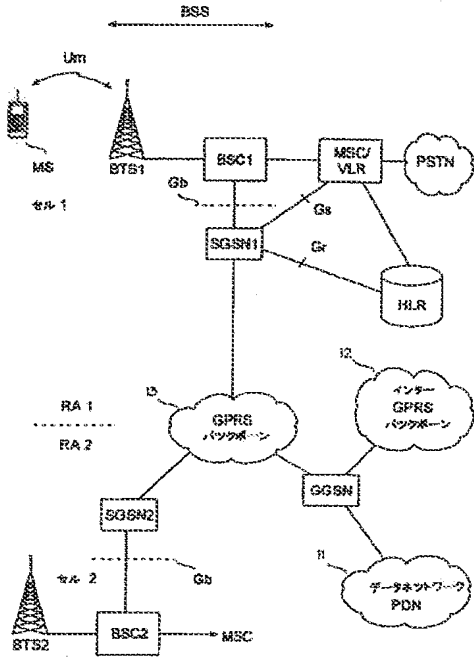 BSS
Um
MS
BTS1
BSC1
MSC/
VLR
PSTN
セル 1
Gb
Gs
SGSN1
Gr
HLR
13
12
RA 1
RA 2
GPRS
バックボーン
インター
GPRS
バックボーン
GGSN
SGSN2
セル 2
Gb
11
データネットワーク
PDN
BTS2
BSC2
MSC